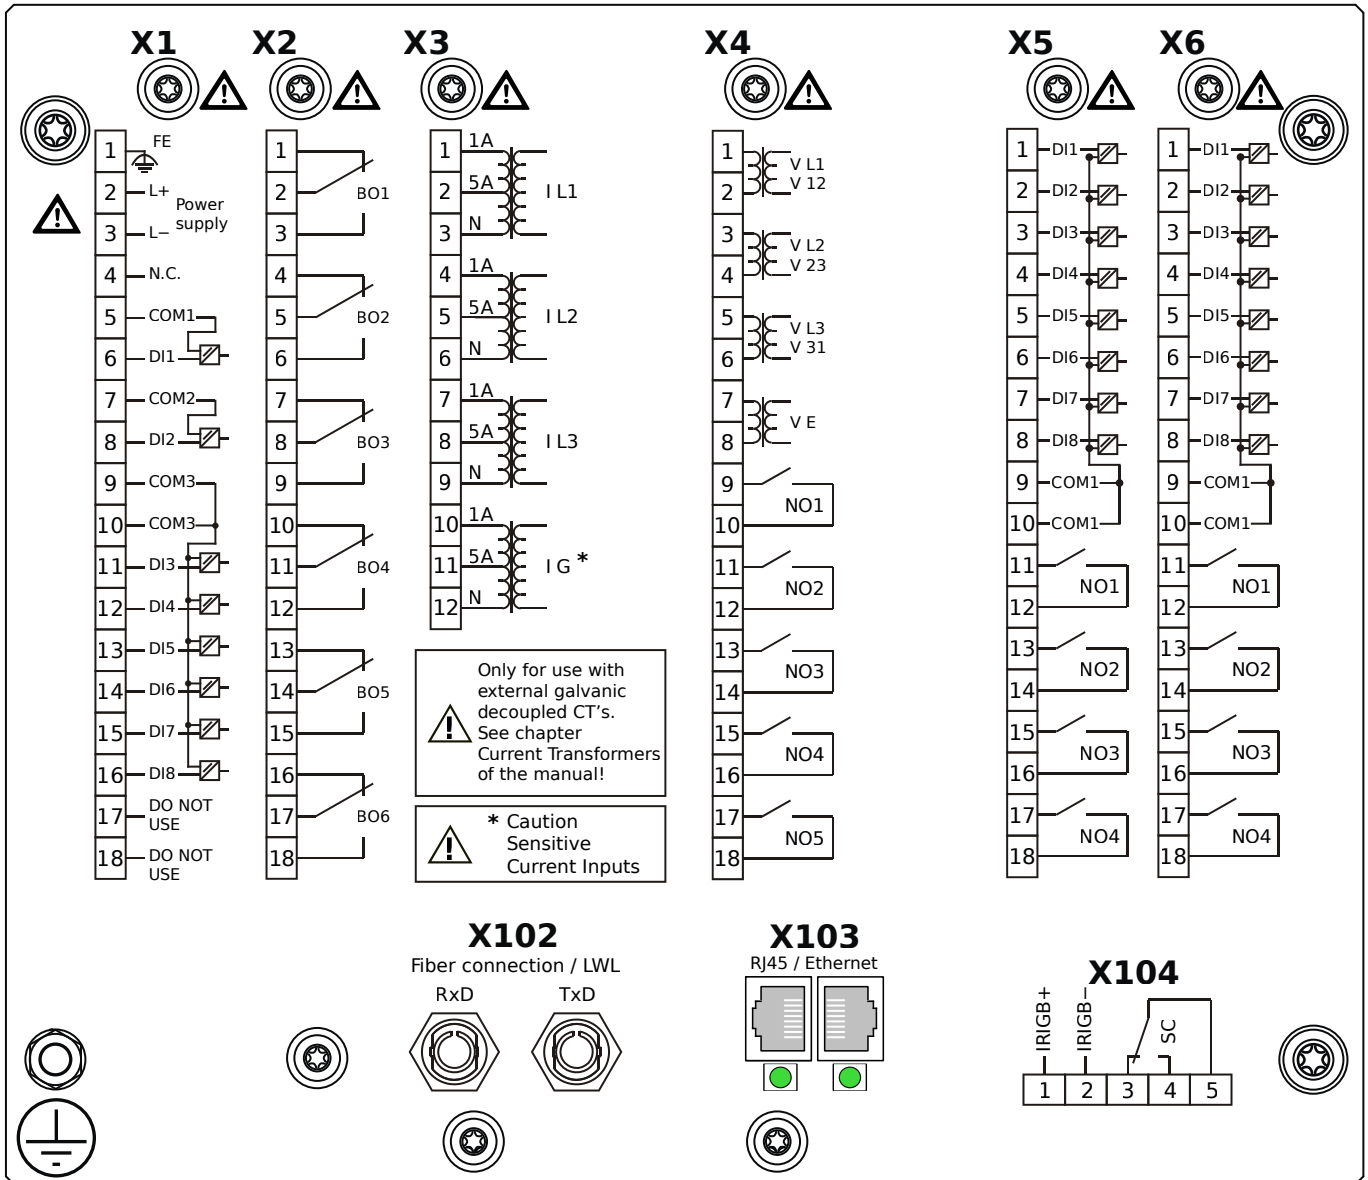 X1 X2 X3 X4 X5 X6
1 FE
2 L+
Power
supply
3 L−
4 N.C.
5 COM1
6 DI1
7 COM2
8 DI2
9 COM3
10 COM3
11 DI3
12 DI4
13 DI5
14 DI6
15 DI7
16 DI8
17 DO NOT
USE
18 DO NOT
USE
1
2 BO1
3
4
5 BO2
6
7
8 BO3
9
10
11 BO4
12
13
14 BO5
15
16
17 BO6
18
1 1A
2 5A I L1
3 N
4 1A
5 5A I L2
6 N
7 1A
8 5A I L3
9 N
10 1A
11 5A I G *
12 N
Only for use with
external galvanic
decoupled CT's.
See chapter
Current Transformers
of the manual!
* Caution
Sensitive
Current Inputs
1 V L1
2 V 12
3 V L2
4 V 23
5 V L3
6 V 31
7
V E
8
9
NO1
10
11
NO2
12
13
NO3
14
15
NO4
16
17
NO5
18
1 DI1
2 DI2
3 DI3
4 DI4
5 DI5
6 DI6
7 DI7
8 DI8
9 COM1
10 COM1
11
NO1
12
13
NO2
14
15
NO3
16
17
NO4
18
1 DI1
2 DI2
3 DI3
4 DI4
5 DI5
6 DI6
7 DI7
8 DI8
9 COM1
10 COM1
11
NO1
12
13
NO2
14
15
NO3
16
17
NO4
18
X102
Fiber connection / LWL
RxD TxD
X103
RJ45 / Ethernet
X104
IRIGB+ IRIGB− SC
1 2 3 4 5